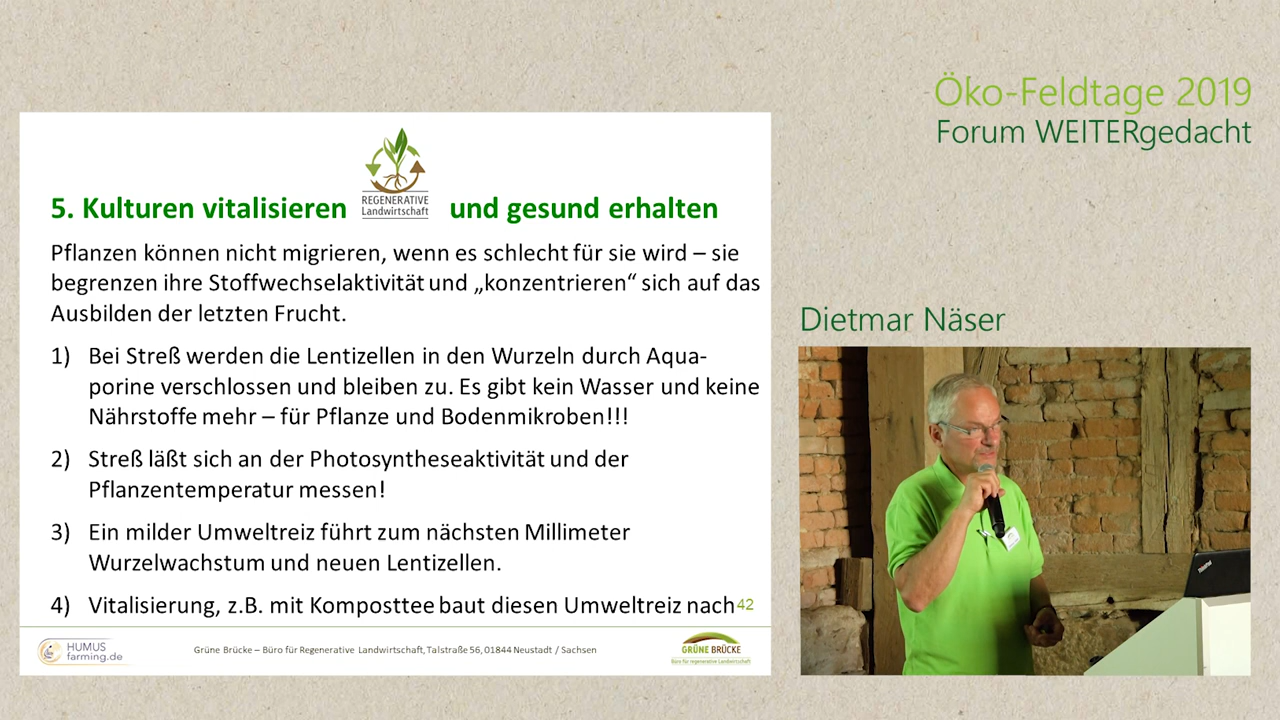 Öko-Feldtage 2019
Forum WEITERgedacht
REGENERATIVE
Landwirtschaft
5. Kulturen vitalisieren und gesund erhalten
Pflanzen können nicht migrieren, wenn es schlecht für sie wird – sie
begrenzen ihre Stoffwechselaktivität und „konzentrieren“ sich auf das
Ausbilden der letzten Frucht.
1) Bei Streß werden die Lentizellen in den Wurzeln durch Aqua-
porine verschlossen und bleiben zu. Es gibt kein Wasser und keine
Nährstoffe mehr – für Pflanze und Bodenmikroben!!!
2) Streß läßt sich an der Photosyntheseaktivität und der
Pflanzentemperatur messen!
3) Ein milder Umweltreiz führt zum nächsten Millimeter
Wurzelwachstum und neuen Lentizellen.
4) Vitalisierung, z.B. mit Komposttee baut diesen Umweltreiz nach
42
HUMUS
farming.de
Grüne Brücke – Büro für Regenerative Landwirtschaft, Talstraße 56, 01844 Neustadt / Sachsen
GRÜNE BRÜCKE
Büro für regenerative Landwirtschaft
Dietmar Näser
ThinkPad